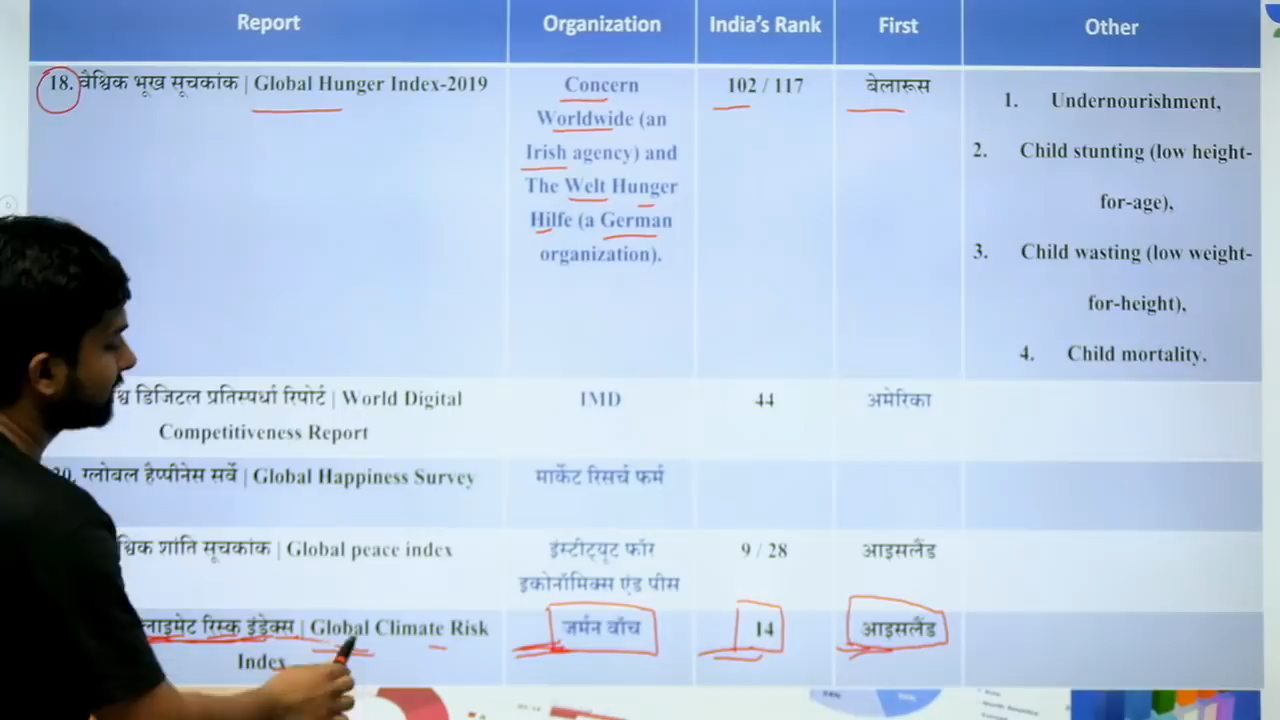 Report
Organization
India's Rank
First
Other
18. वैश्विक भूख सूचकांक | Global Hunger Index-2019
Concern
Worldwide (an
Irish agency) and
The Welt Hunger
Hilfe (a German
organization).
102 / 117
बेलारूस
1. Undernourishment,
2. Child stunting (low height-
for-age),
3. Child wasting (low weight-
for-height),
4. Child mortality.
डिजिटल प्रतिस्पर्धा रिपोर्ट | World Digital
Competitiveness Report
IMD
44
अमेरिका
ग्लोबल हैप्पीनेस सर्वे | Global Happiness Survey
मार्केट रिसर्च फर्म
शांति सूचकांक | Global peace index
इंस्टीट्यूट फॉर
इकोनॉमिक्स एंड पीस
9 / 28
आइसलैंड
रिस्क इंडेक्स | Global Climate Risk
Index
जर्मन वॉच
14
आइसलैंड